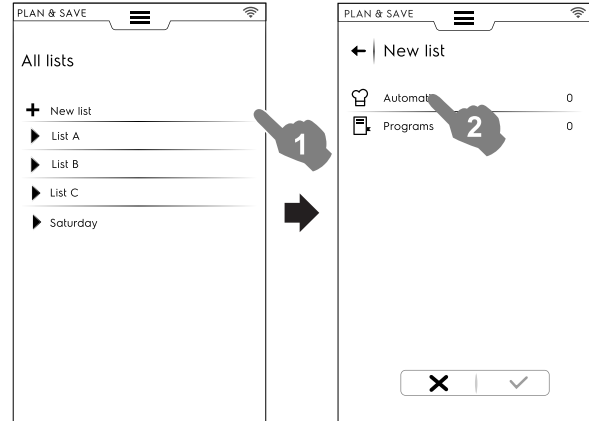 PLAN & SAVE
All lists
New list
List A
List B
List C
Saturday
1
PLAN & SAVE
New list
0
Programs 0
2